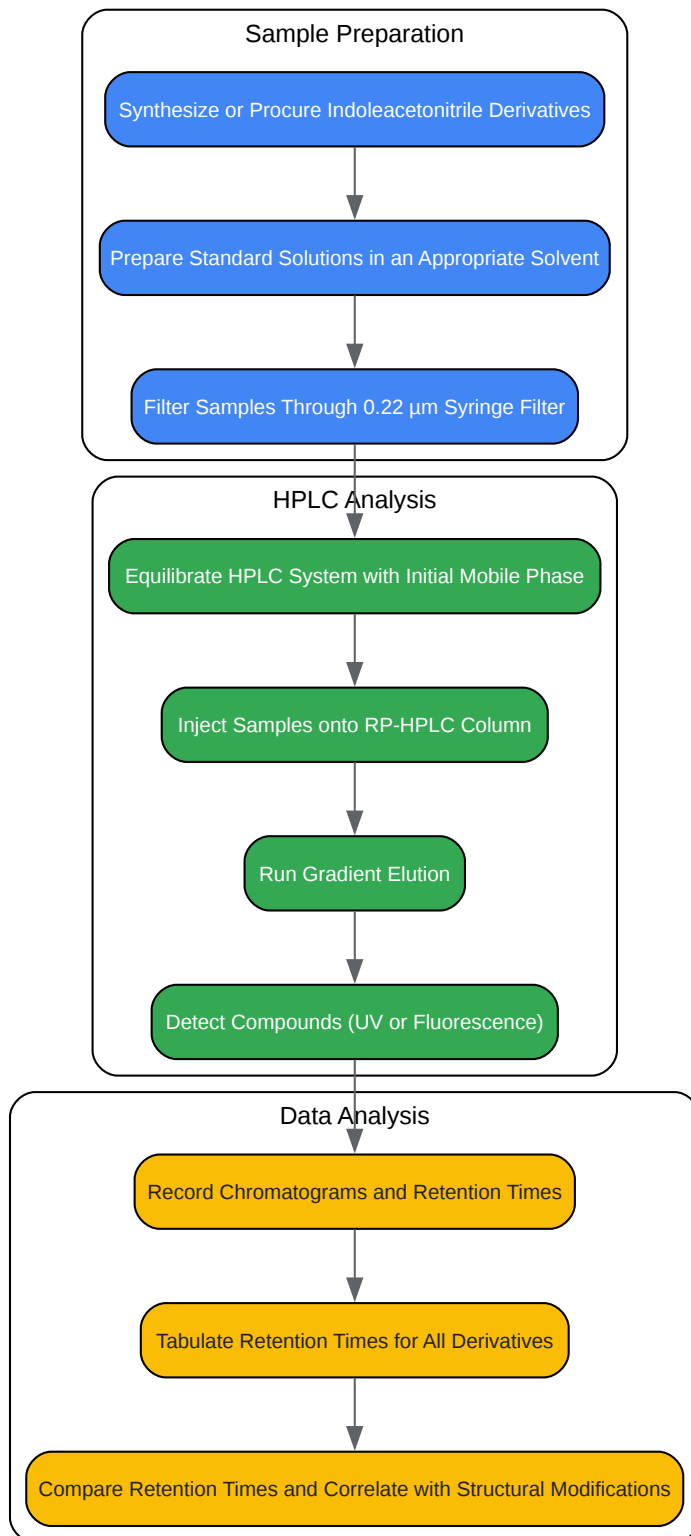 Sample Preparation
Synthesize or Procure Indoleacetonitrile Derivatives
Prepare Standard Solutions in an Appropriate Solvent
Filter Samples Through 0.22 µm Syringe Filter
HPLC Analysis
Equilibrate HPLC System with Initial Mobile Phase
Inject Samples onto RP-HPLC Column
Run Gradient Elution
Detect Compounds (UV or Fluorescence)
Data Analysis
Record Chromatograms and Retention Times
Tabulate Retention Times for All Derivatives
Compare Retention Times and Correlate with Structural Modifications